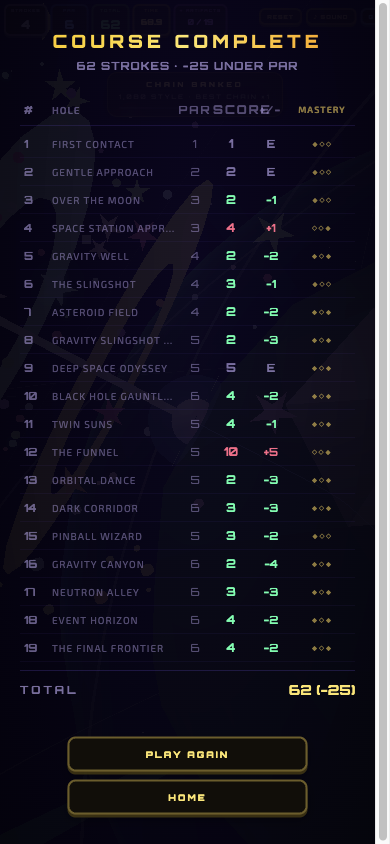 COURSE COMPLETE
62 STROKES · -25 UNDER PAR
CHAIN BANKED
# HOLE PAR SCORE +/- MASTERY
1 FIRST CONTACT 1 1 E ◆◇◇
2 GENTLE APPROACH 2 2 E ◆◇◇
3 OVER THE MOON 3 2 -1 ◆◇◇
4 SPACE STATION APPR... 3 4 +1 ◇◇◆
5 GRAVITY WELL 4 2 -2 ◆◇◆
6 THE SLINGSHOT 4 3 -1 ◆◇◇
7 ASTEROID FIELD 4 2 -2 ◆◇◆
8 GRAVITY SLINGSHOT ... 5 2 -3 ◆◇◆
9 DEEP SPACE ODYSSEY 5 5 E ◆◇◆
10 BLACK HOLE GAUNTL... 6 4 -2 ◆◇◆
11 TWIN SUNS 5 4 -1 ◆◇◆
12 THE FUNNEL 5 10 +5 ◇◇◆
13 ORBITAL DANCE 5 2 -3 ◆◇◆
14 DARK CORRIDOR 6 3 -3 ◆◇◆
15 PINBALL WIZARD 5 3 -2 ◆◇◇
16 GRAVITY CANYON 6 2 -4 ◆◇◆
17 NEUTRON ALLEY 6 3 -3 ◆◇◆
18 EVENT HORIZON 6 4 -2 ◆◇◆
19 THE FINAL FRONTIER 6 4 -2 ◆◇◆
TOTAL 62 (-25)
PLAY AGAIN
HOME